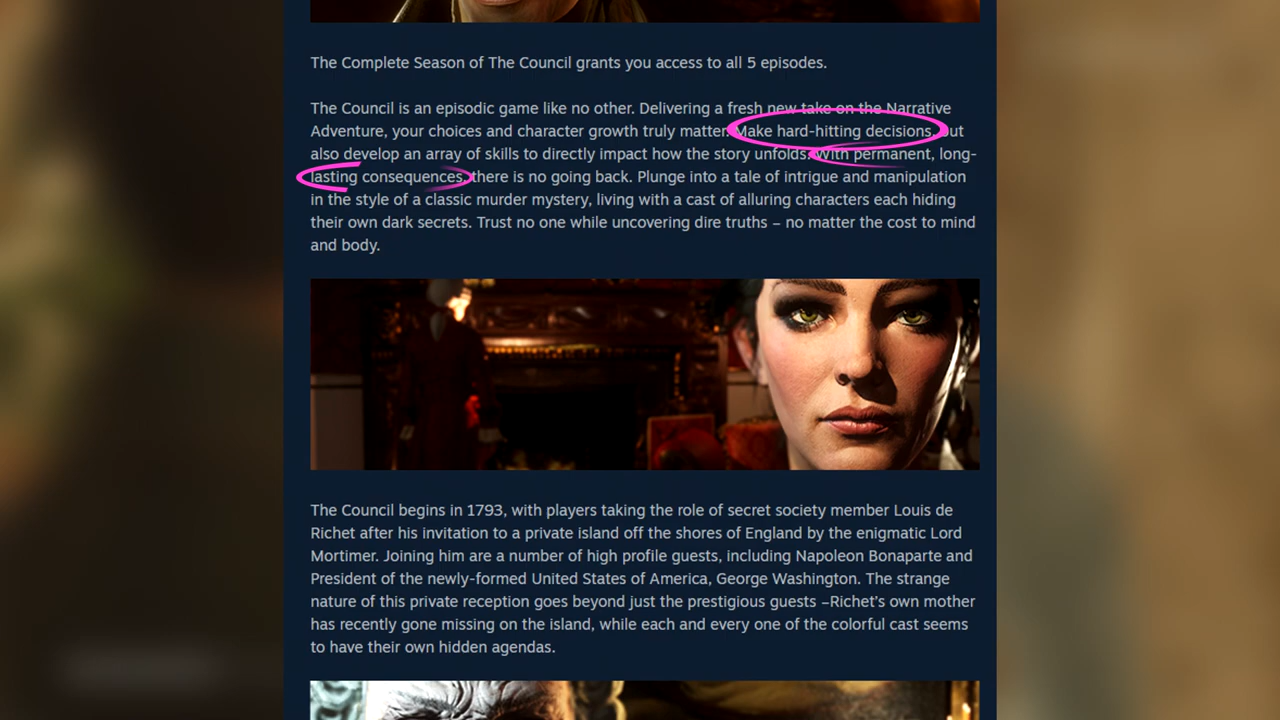 The Complete Season of The Council grants you access to all 5 episodes.
The Council is an episodic game like no other. Delivering a fresh new take on the Narrative
Adventure, your choices and character growth truly matter. Make hard-hitting decisions, but
also develop an array of skills to directly impact how the story unfolds. With permanent, long-
lasting consequences, there is no going back. Plunge into a tale of intrigue and manipulation
in the style of a classic murder mystery, living with a cast of alluring characters each hiding
their own dark secrets. Trust no one while uncovering dire truths – no matter the cost to mind
and body.
The Council begins in 1793, with players taking the role of secret society member Louis de
Richet after his invitation to a private island off the shores of England by the enigmatic Lord
Mortimer. Joining him are a number of high profile guests, including Napoleon Bonaparte and
President of the newly-formed United States of America, George Washington. The strange
nature of this private reception goes beyond just the prestigious guests –Richet's own mother
has recently gone missing on the island, while each and every one of the colorful cast seems
to have their own hidden agendas.